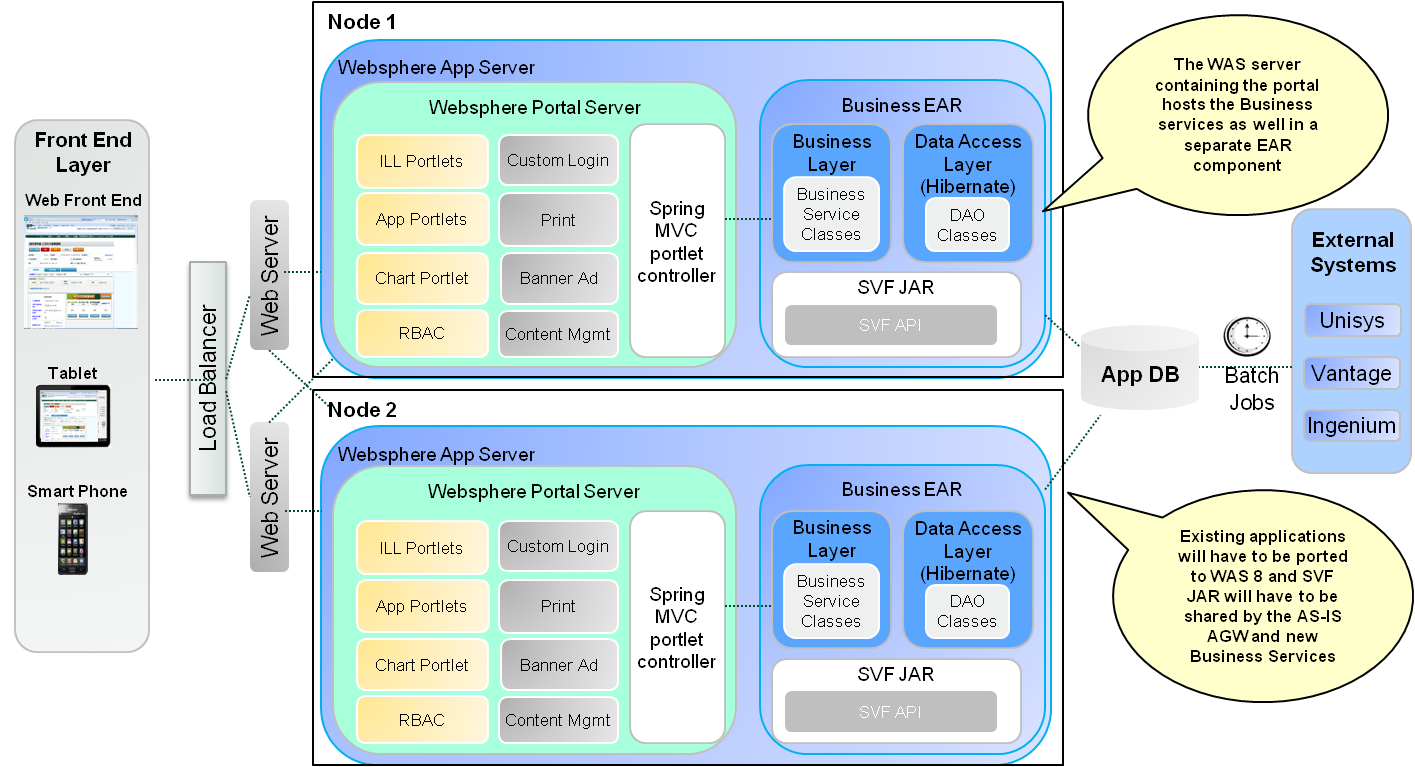 Front End
Layer
Web Front End
Tablet
Smart Phone
Load Balancer
Web Server
Web Server
Node 1
Websphere App Server
Websphere Portal Server
ILL Portlets
Custom Login
App Portlets
Print
Chart Portlet
Banner Ad
RBAC
Content Mgmt
Spring
MVC
portlet
controller
Business EAR
Business
Layer
Business
Service
Classes
Data Access
Layer
(Hibernate)
DAO
Classes
SVF JAR
SVF API
Node 2
Websphere App Server
Websphere Portal Server
ILL Portlets
Custom Login
App Portlets
Print
Chart Portlet
Banner Ad
RBAC
Content Mgmt
Spring
MVC
portlet
controller
Business EAR
Business
Layer
Business
Service
Classes
Data Access
Layer
(Hibernate)
DAO
Classes
SVF JAR
SVF API
The WAS server
containing the portal
hosts the Business
services as well in a
separate EAR
component
App DB
Batch
Jobs
External
Systems
Unisys
Vantage
Ingenium
Existing applications
will have to be ported
to WAS 8 and SVF
JAR will have to be
shared by the AS-IS
AGW and new
Business Services